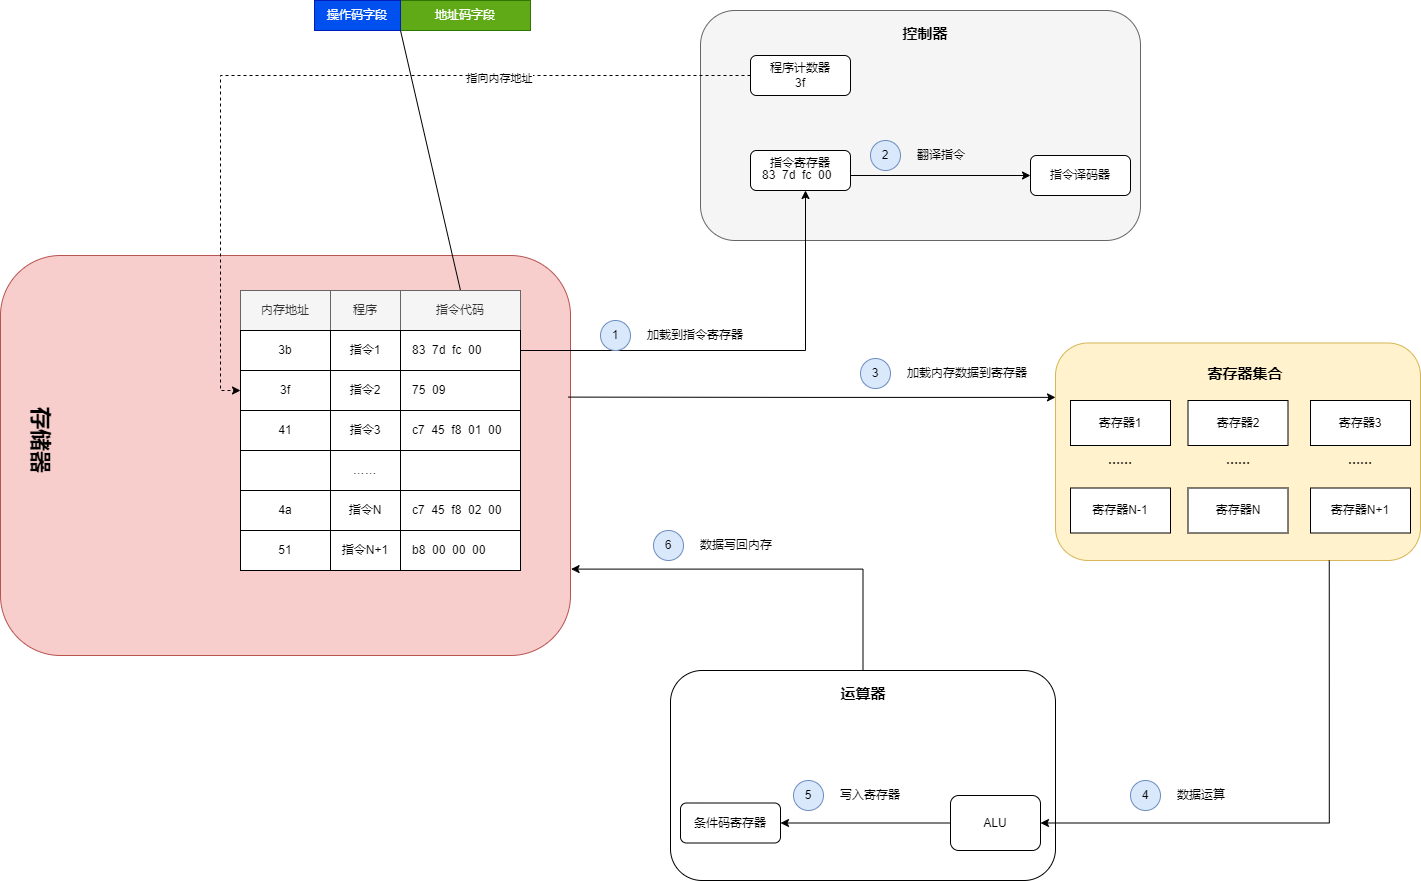 操作码字段 地址码字段
控制器
程序计数器
3f
指向内存地址
指令寄存器
83 7d fc 00
2 翻译指令
指令译码器
存储器
内存地址 程序 指令代码
3b 指令1 83 7d fc 00
3f 指令2 75 09
41 指令3 c7 45 f8 01 00
……
4a 指令N c7 45 f8 02 00
51 指令N+1 b8 00 00 00
1 加载到指令寄存器
3 加载内存数据到寄存器
寄存器集合
寄存器1 寄存器2 寄存器3
...... ...... ......
寄存器N-1 寄存器N 寄存器N+1
6 数据写回内存
运算器
5 写入寄存器
条件码寄存器
ALU
4 数据运算